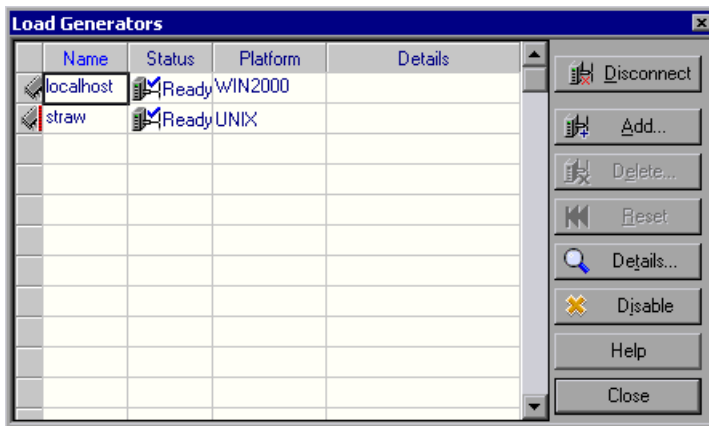 Load Generators
Name Status Platform Details
localhost Ready WIN2000
straw Ready UNIX
Disconnect
Add...
Delete...
Reset
Details...
Disable
Help
Close